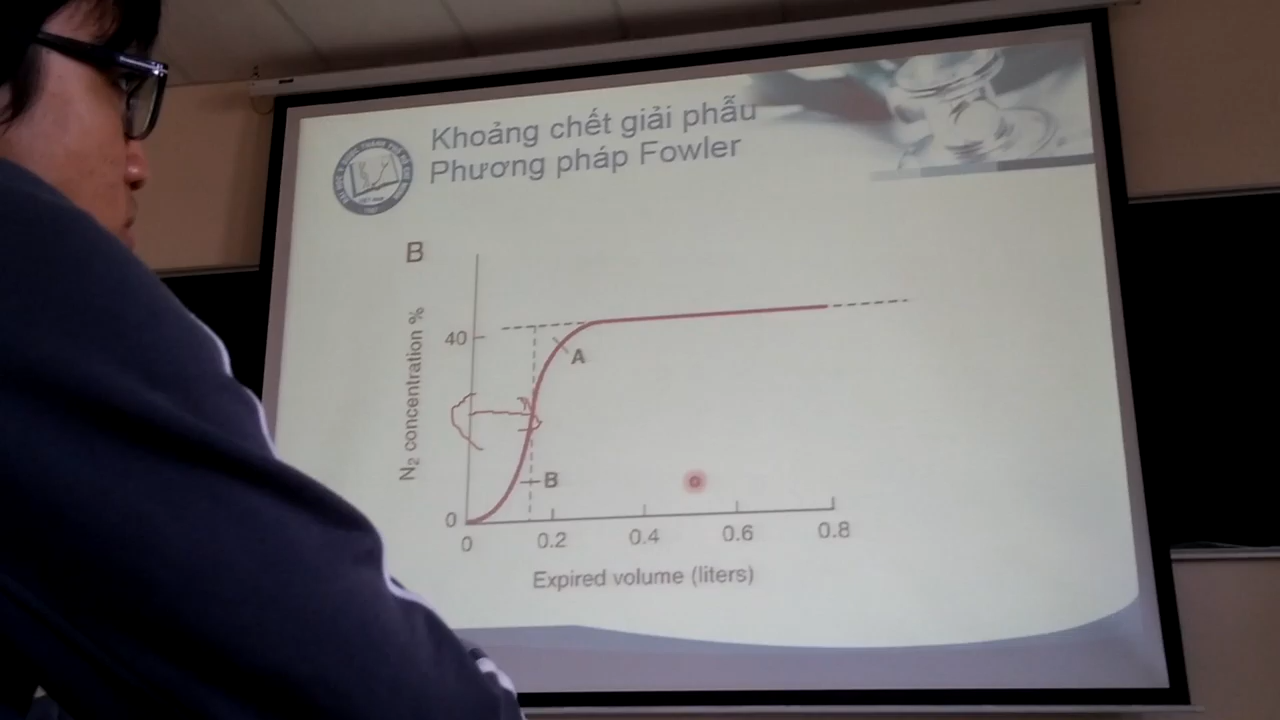 Khoảng chết giải phẫu
Phương pháp Fowler
B
N₂ concentration %
40
A
B
0
0 0.2 0.4 0.6 0.8
Expired volume (liters)